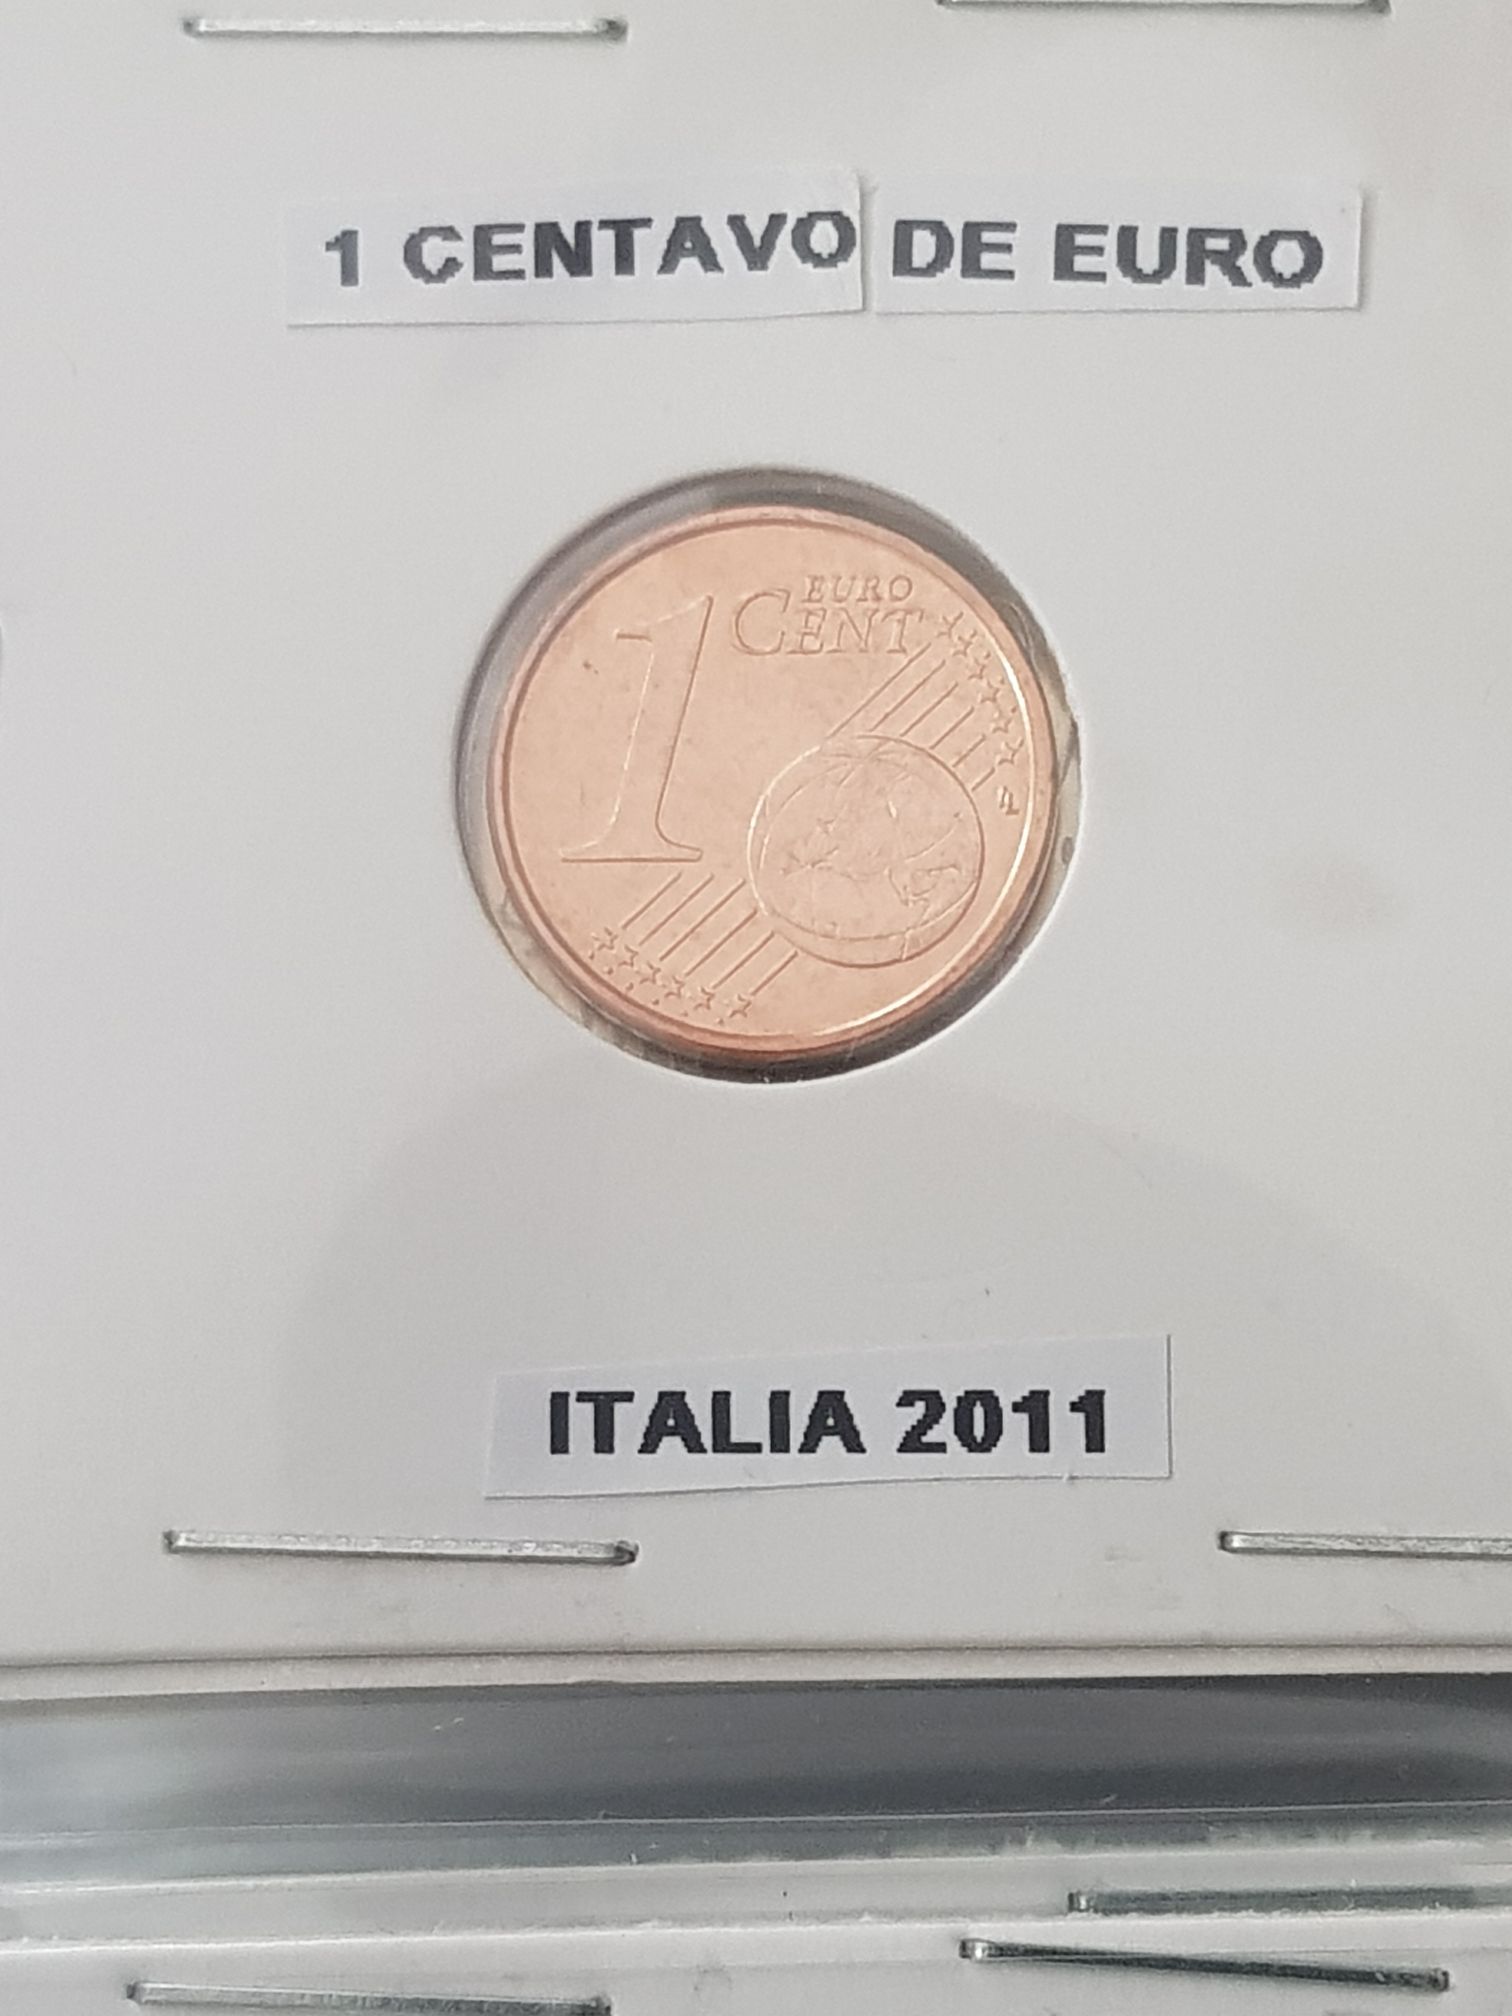 1 CENTAVO DE EURO
1 EURO
CENT
ITALIA 2011